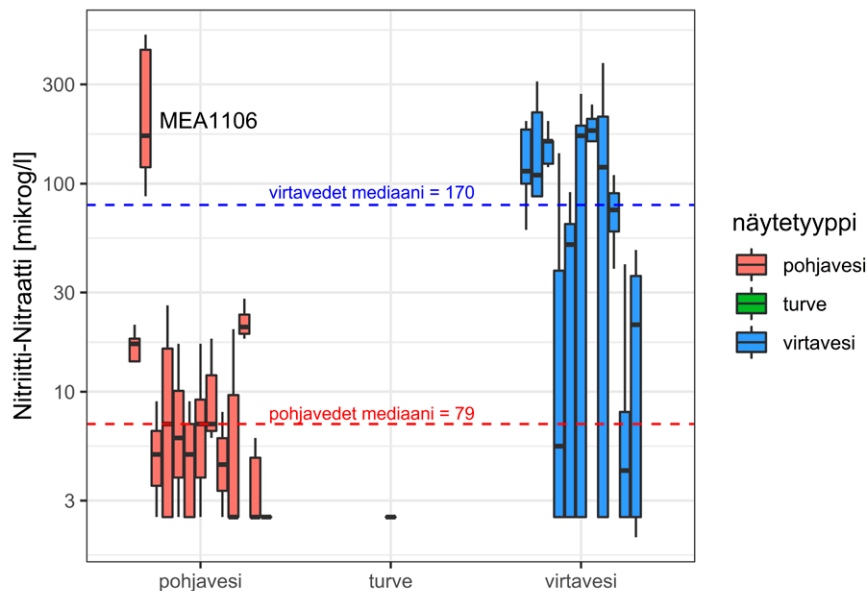 Nitriitti-Nitraatti [mikrog/l]
300
100
30
10
3
MEA1106
virtavedet mediaani = 170
pohjavedet mediaani = 79
pohjavesi
turve
virtavesi
näytetyyppi
pohjavesi
turve
virtavesi